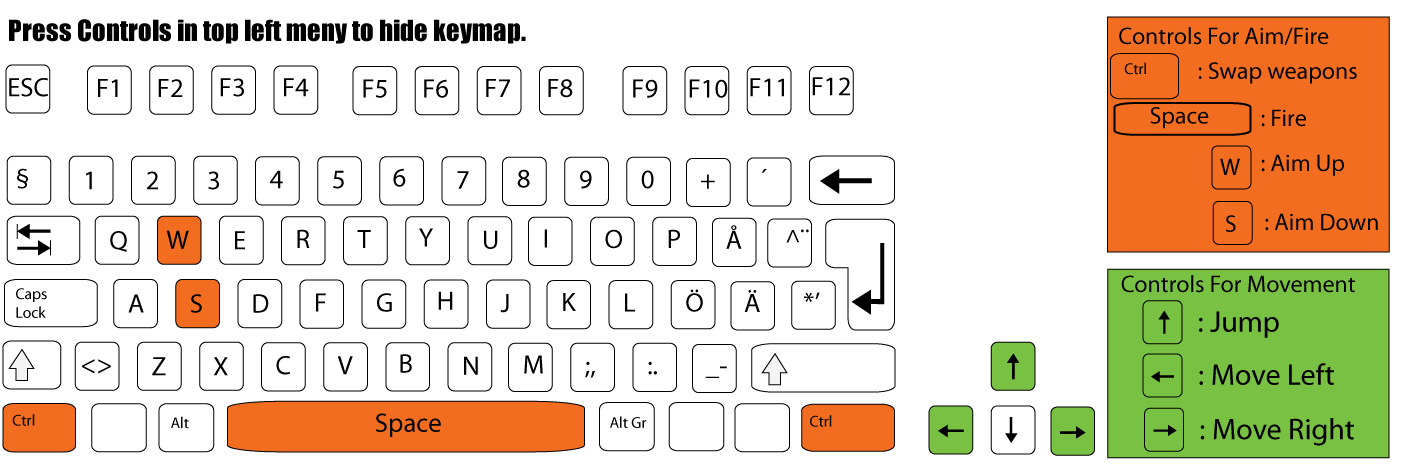 Press Controls in top left meny to hide keymap.
ESC F1 F2 F3 F4 F5 F6 F7 F8 F9 F10 F11 F12
§ 1 2 3 4 5 6 7 8 9 0 + ´
Q W E R T Y U I O P Å ^¨
Caps
Lock
A S D F G H J K L Ö Ä *'
<> Z X C V B N M ;, :. _-
Ctrl Alt Space Alt Gr Ctrl
Controls For Aim/Fire
Ctrl : Swap weapons
Space : Fire
W : Aim Up
S : Aim Down
Controls For Movement
↑ : Jump
← : Move Left
→ : Move Right